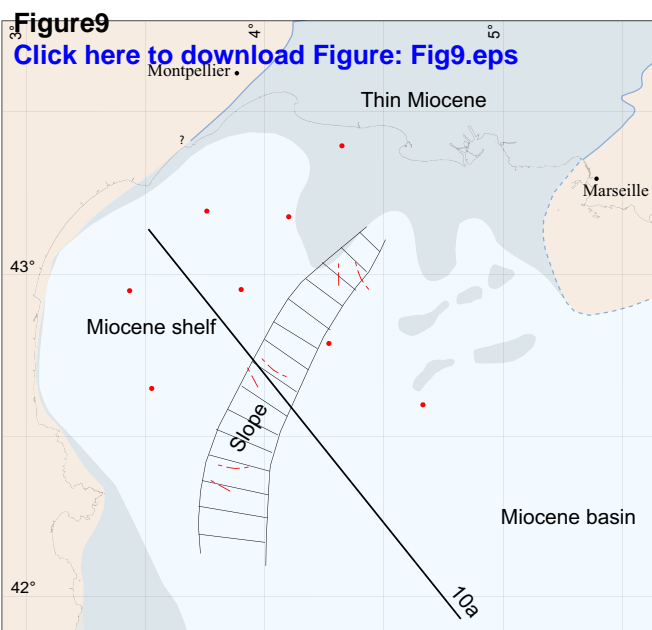 Figure9
3° 4° 5°
Click here to download Figure: Fig9.eps
Montpellier
Thin Miocene
?
Marseille
43°
Miocene shelf
Slope
Miocene basin
42°
10a